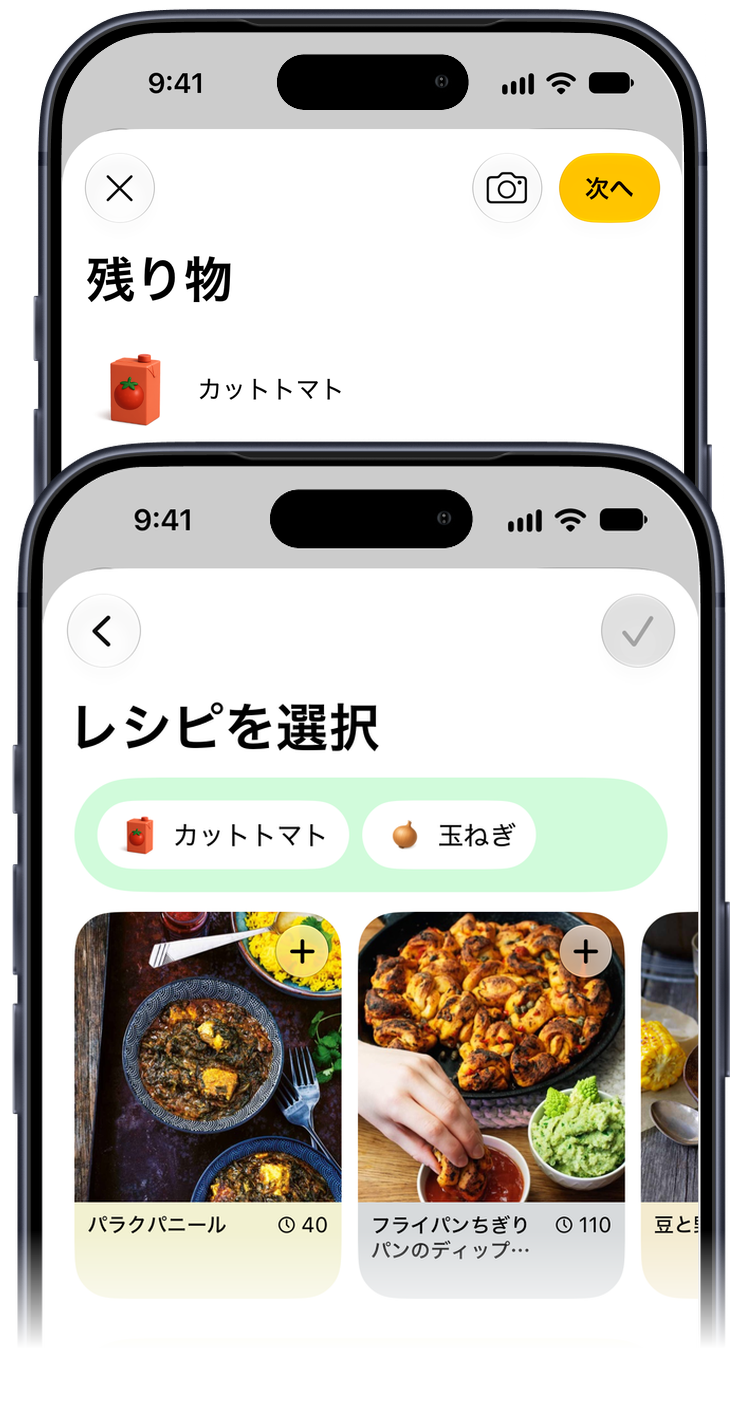 9:41
次へ
残り物
カットトマト
9:41
レシピを選択
カットトマト
玉ねぎ
パラクパニール 40
フライパンちぎり 110
パンのディップ…
豆と